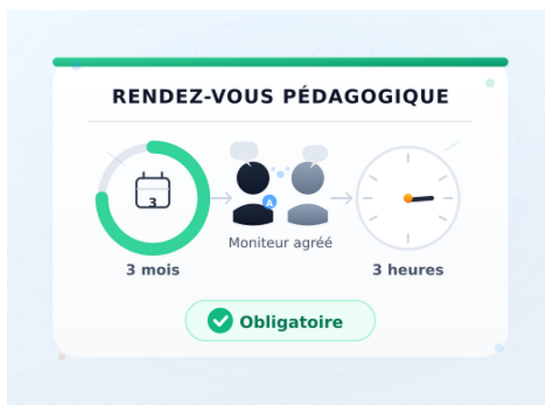 RENDEZ-VOUS PÉDAGOGIQUE
3
A
Moniteur agréé
3 mois
3 heures
Obligatoire